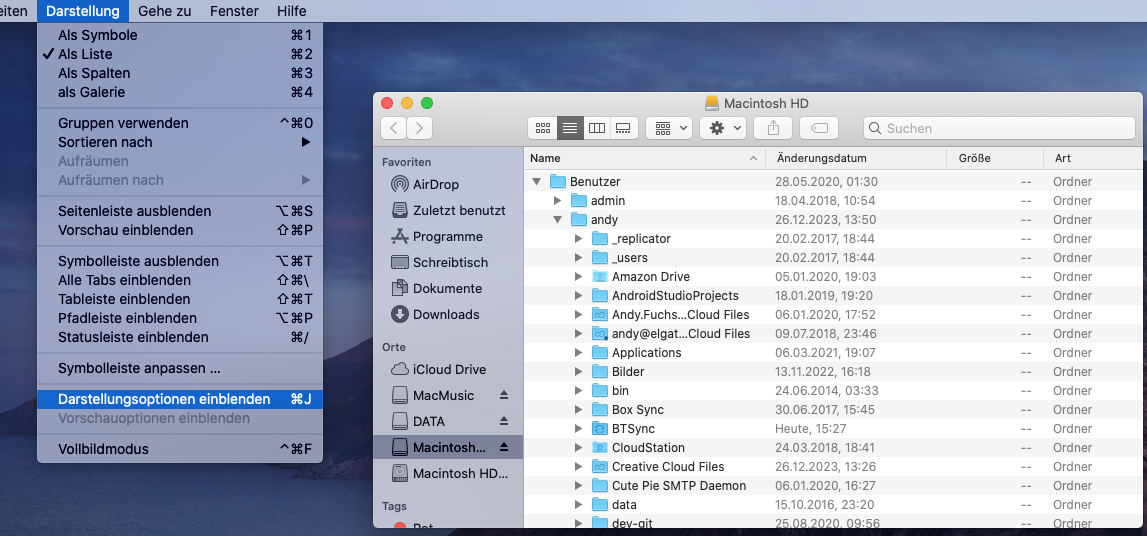 eiten Darstellung Gehe zu Fenster Hilfe
Als Symbole ⌘1
✓ Als Liste ⌘2
Als Spalten ⌘3
als Galerie ⌘4
Gruppen verwenden ^⌘0
Sortieren nach ▶
Aufräumen
Aufräumen nach ▶
Seitenleiste ausblenden ⌥⌘S
Vorschau einblenden ⇧⌘P
Symbolleiste ausblenden ⌥⌘T
Alle Tabs einblenden ⇧⌘\
Tableiste einblenden ⇧⌘T
Pfadleiste einblenden ⌥⌘P
Statusleiste einblenden ⌘/
Symbolleiste anpassen ...
Darstellungsoptionen einblenden ⌘J
Vorschauoptionen einblenden
Vollbildmodus ^⌘F
Macintosh HD
Suchen
Favoriten
AirDrop
Zuletzt benutzt
Programme
Schreibtisch
Dokumente
Downloads
Orte
iCloud Drive
MacMusic
DATA
Macintosh...
Macintosh HD...
Tags
Rot
Name Änderungsdatum Größe Art
Benutzer 28.05.2020, 01:30 -- Ordner
admin 18.04.2018, 10:54 -- Ordner
andy 26.12.2023, 13:50 -- Ordner
_replicator 20.02.2017, 18:44 -- Ordner
_users 20.02.2017, 18:44 -- Ordner
Amazon Drive 05.01.2020, 19:03 -- Ordner
AndroidStudioProjects 18.01.2019, 19:20 -- Ordner
Andy.Fuchs...Cloud Files 06.01.2020, 17:52 -- Ordner
andy@elgat...Cloud Files 09.07.2018, 23:46 -- Ordner
Applications 06.03.2021, 19:07 -- Ordner
Bilder 13.11.2022, 16:18 -- Ordner
bin 24.06.2014, 03:33 -- Ordner
Box Sync 30.06.2017, 15:45 -- Ordner
BTSync Heute, 15:27 -- Ordner
CloudStation 24.03.2018, 18:41 -- Ordner
Creative Cloud Files 26.12.2023, 13:26 -- Ordner
Cute Pie SMTP Daemon 06.01.2020, 16:27 -- Ordner
data 15.10.2016, 23:20 -- Ordner
dev-git 25.08.2020, 09:56 -- Ordner